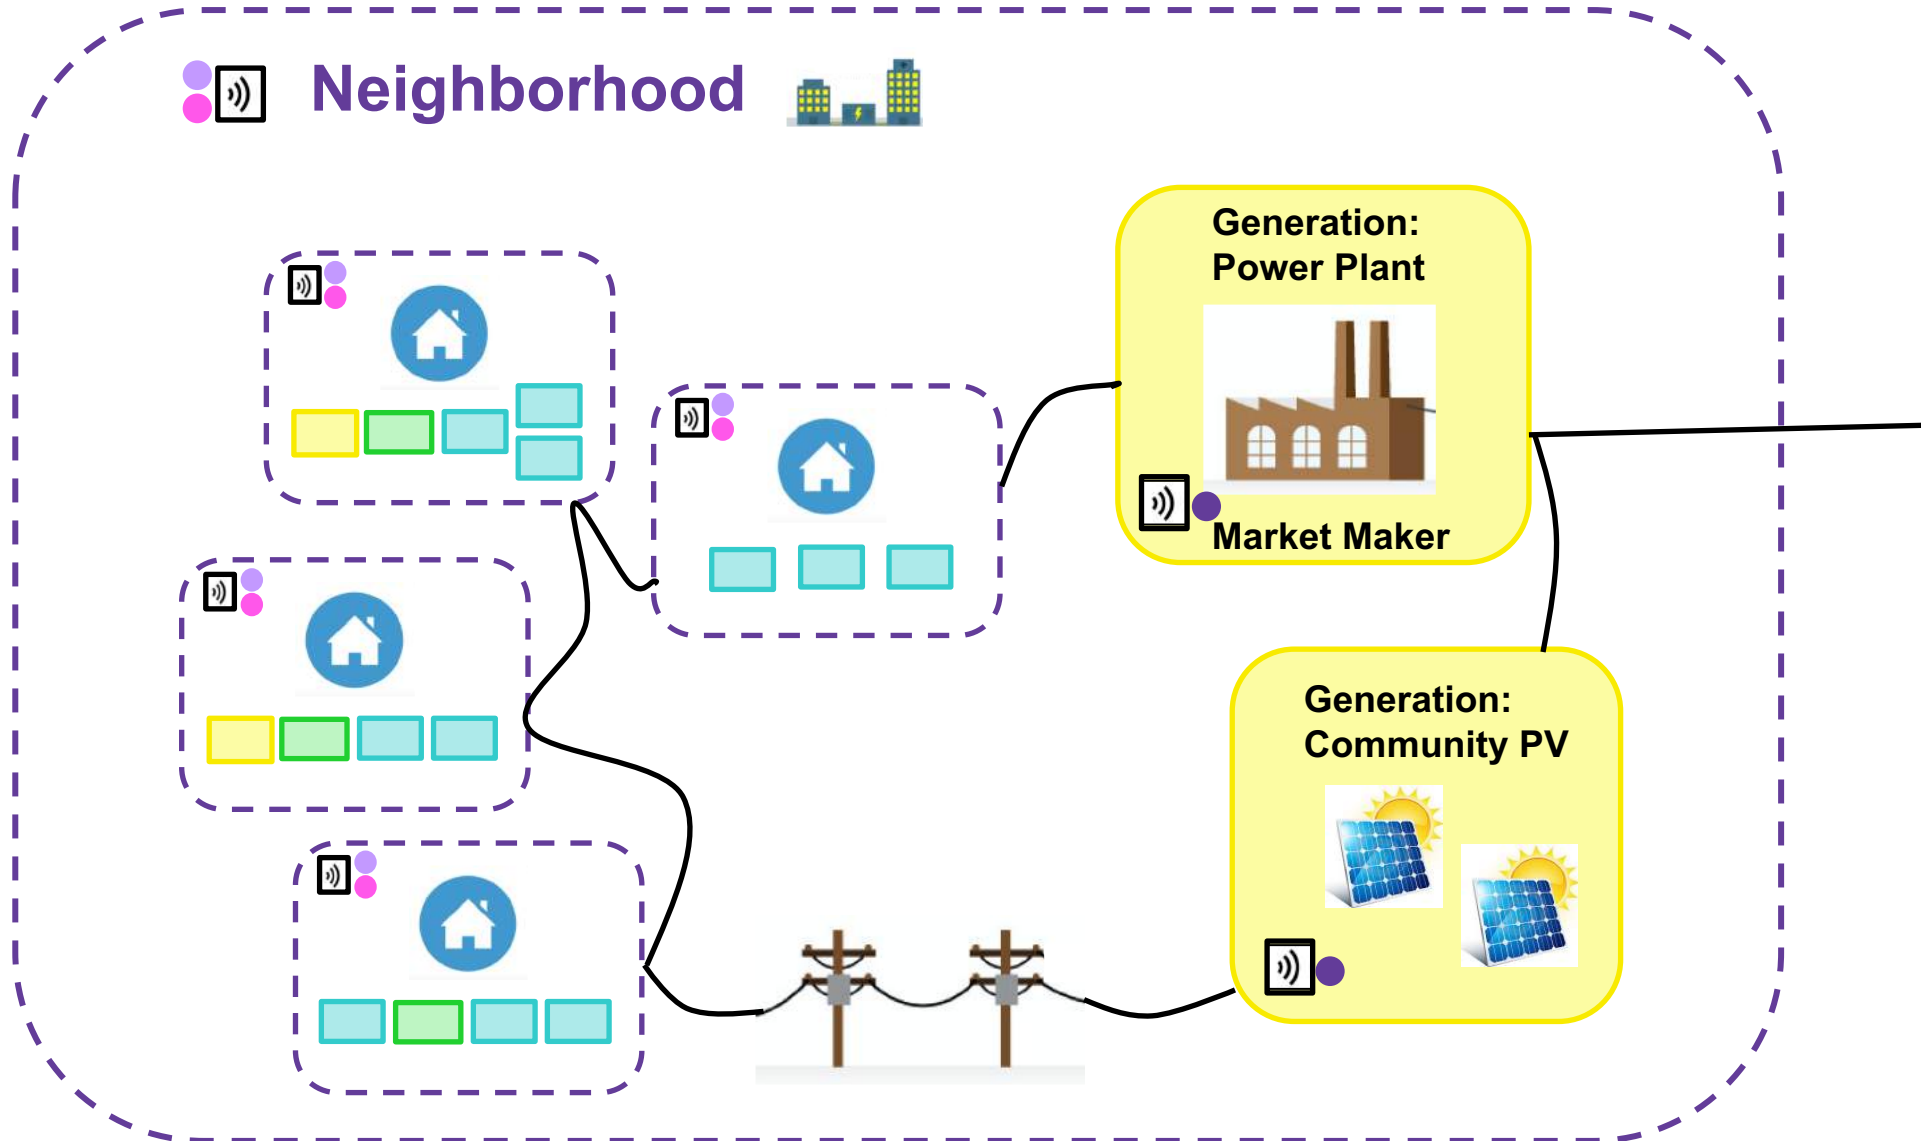 Neighborhood
Generation:
Power Plant
Market Maker
Generation:
Community PV